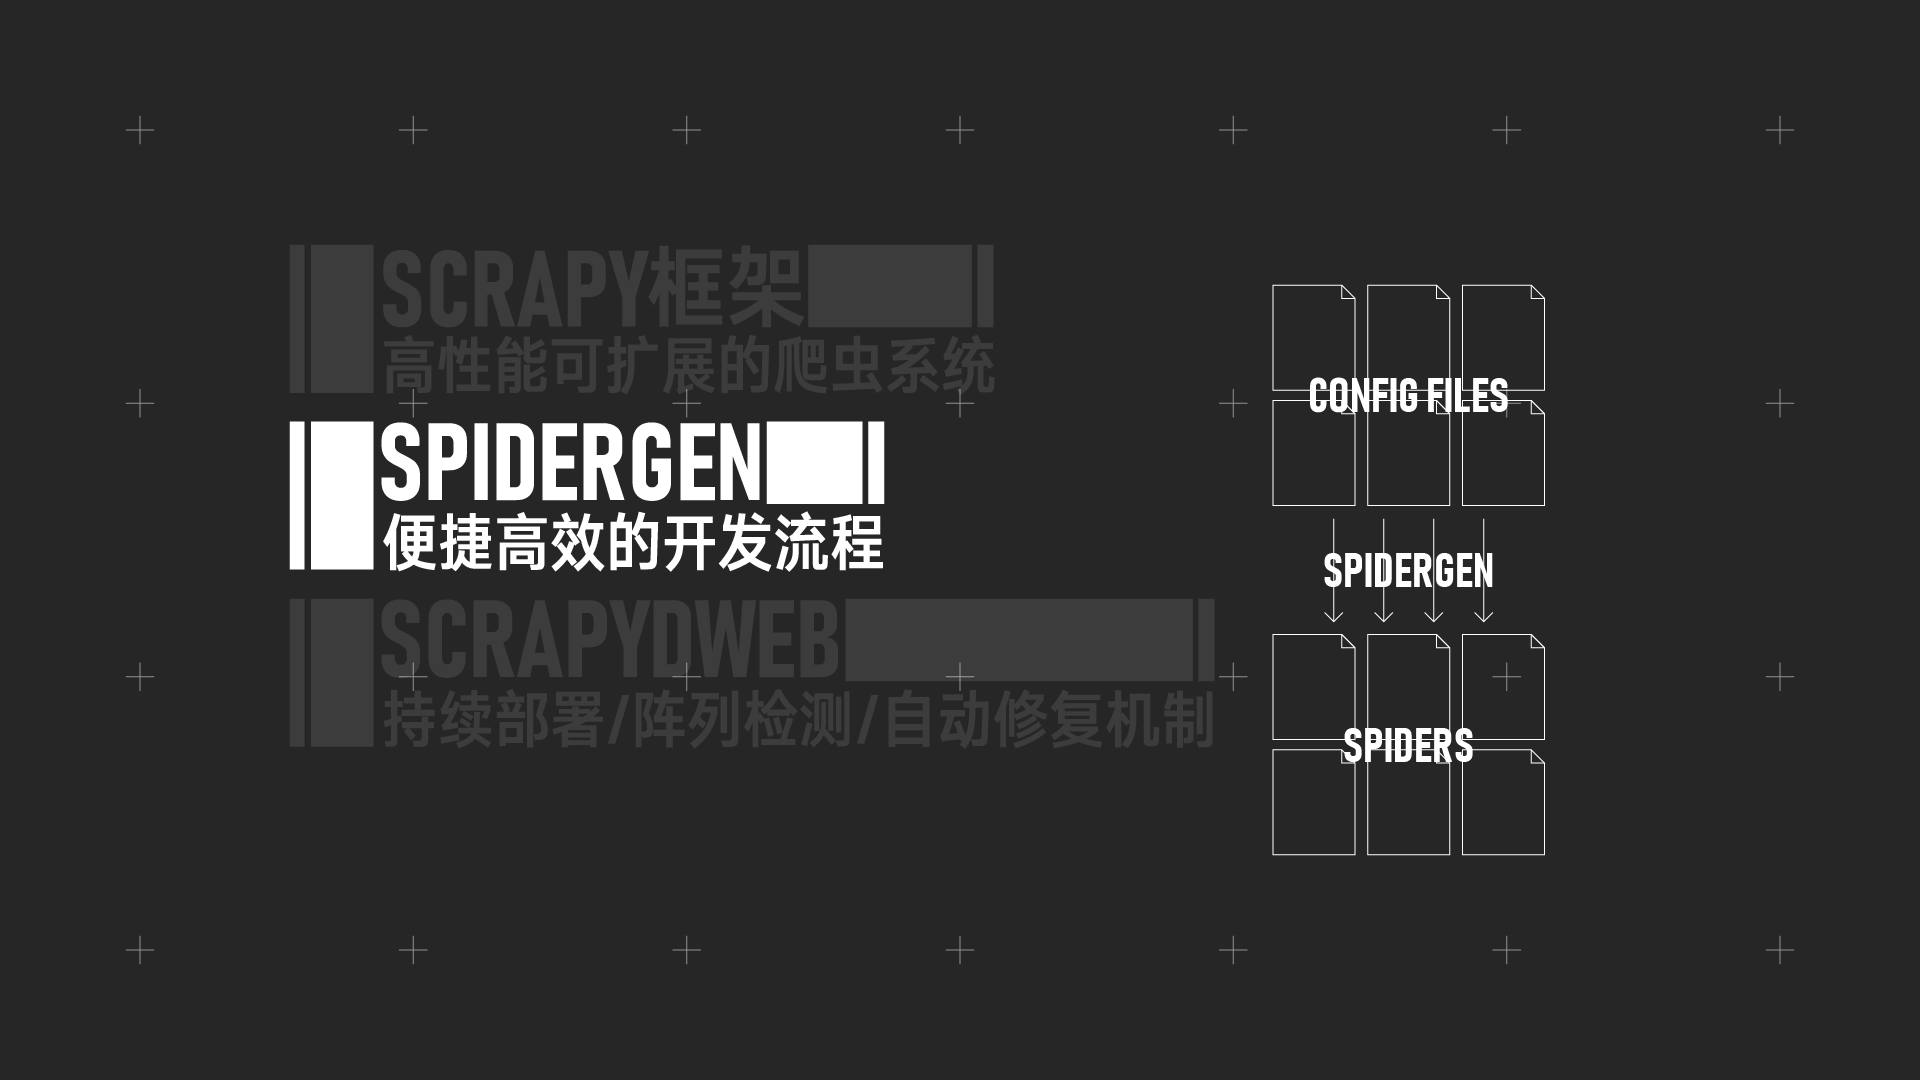 SCRAPY框架
高性能可扩展的爬虫系统
SPIDERGEN
便捷高效的开发流程
SCRAPYDWEB
持续部署/阵列检测/自动修复机制
CONFIG FILES
SPIDERGEN
SPIDERS